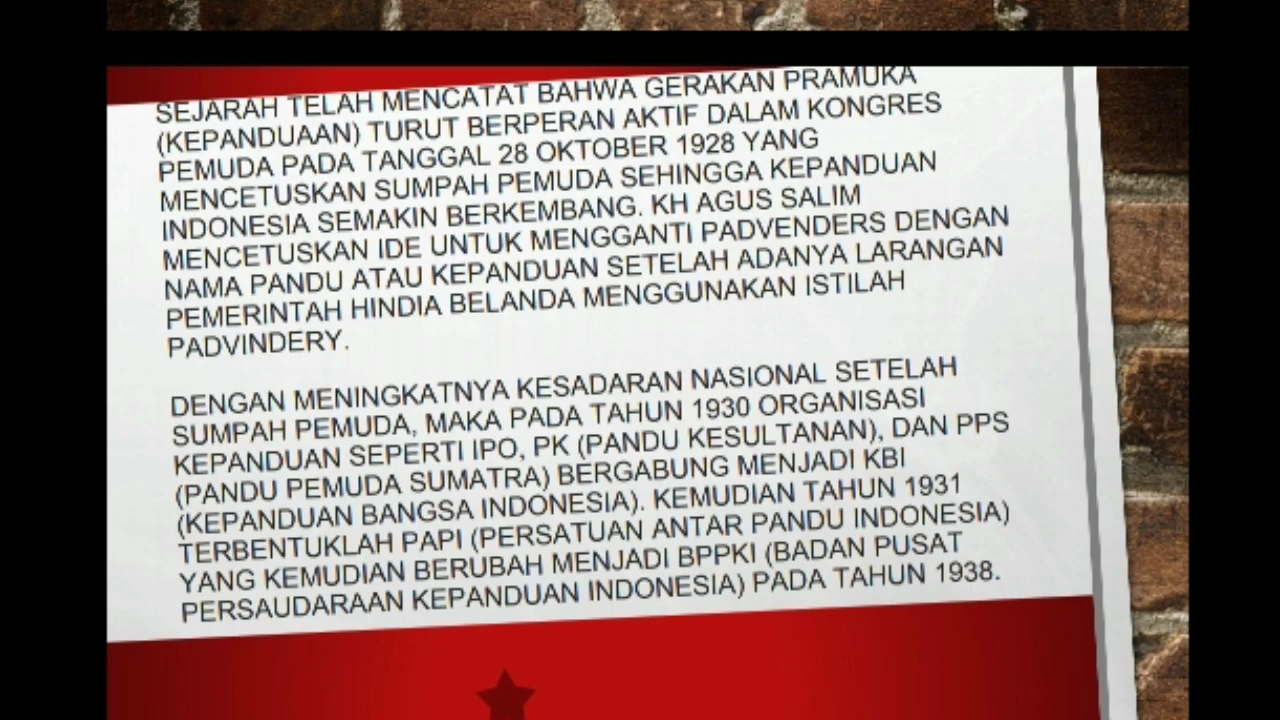 SEJARAH TELAH MENCATAT BAHWA GERAKAN PRAMUKA
(KEPANDUAAN) TURUT BERPERAN AKTIF DALAM KONGRES
PEMUDA PADA TANGGAL 28 OKTOBER 1928 YANG
MENCETUSKAN SUMPAH PEMUDA SEHINGGA KEPANDUAN
INDONESIA SEMAKIN BERKEMBANG. KH AGUS SALIM
MENCETUSKAN IDE UNTUK MENGGANTI PADVENDERS DENGAN
NAMA PANDU ATAU KEPANDUAN SETELAH ADANYA LARANGAN
PEMERINTAH HINDIA BELANDA MENGGUNAKAN ISTILAH
PADVINDERY.
DENGAN MENINGKATNYA KESADARAN NASIONAL SETELAH
SUMPAH PEMUDA, MAKA PADA TAHUN 1930 ORGANISASI
KEPANDUAN SEPERTI IPO, PK (PANDU KESULTANAN), DAN PPS
(PANDU PEMUDA SUMATRA) BERGABUNG MENJADI KBI
(KEPANDUAN BANGSA INDONESIA). KEMUDIAN TAHUN 1931
TERBENTUKLAH PAPI (PERSATUAN ANTAR PANDU INDONESIA)
YANG KEMUDIAN BERUBAH MENJADI BPPKI (BADAN PUSAT
PERSAUDARAAN KEPANDUAN INDONESIA) PADA TAHUN 1938.